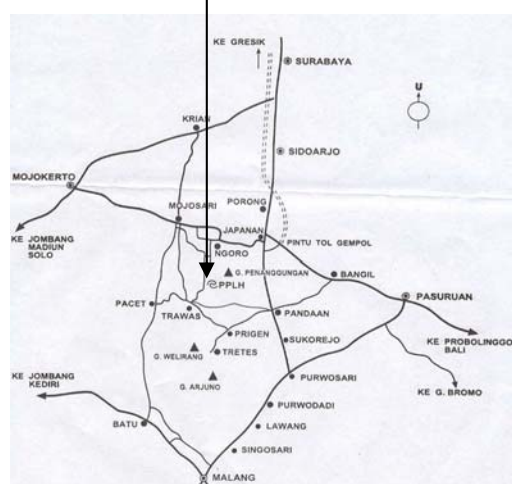 KE GRESIK
SURABAYA
U
KRIAN
SIDOARJO
MOJOKERTO
MOJOSARI
PORONG
JAPANAN
KE JOMBANG
MADIUN
SOLO
PINTU TOL GEMPOL
NGORO
G. PENANGGUNGAN
BANGIL
PPLH
PASURUAN
PACET
TRAWAS
PANDAAN
PRIGEN
SUKOREJO
KE PROBOLINGGO
BALI
G. WELIRANG
TRETES
KE JOMBANG
KEDIRI
G. ARJUNO
PURWOSARI
KE G. BROMO
PURWODADI
BATU
LAWANG
SINGOSARI
MALANG